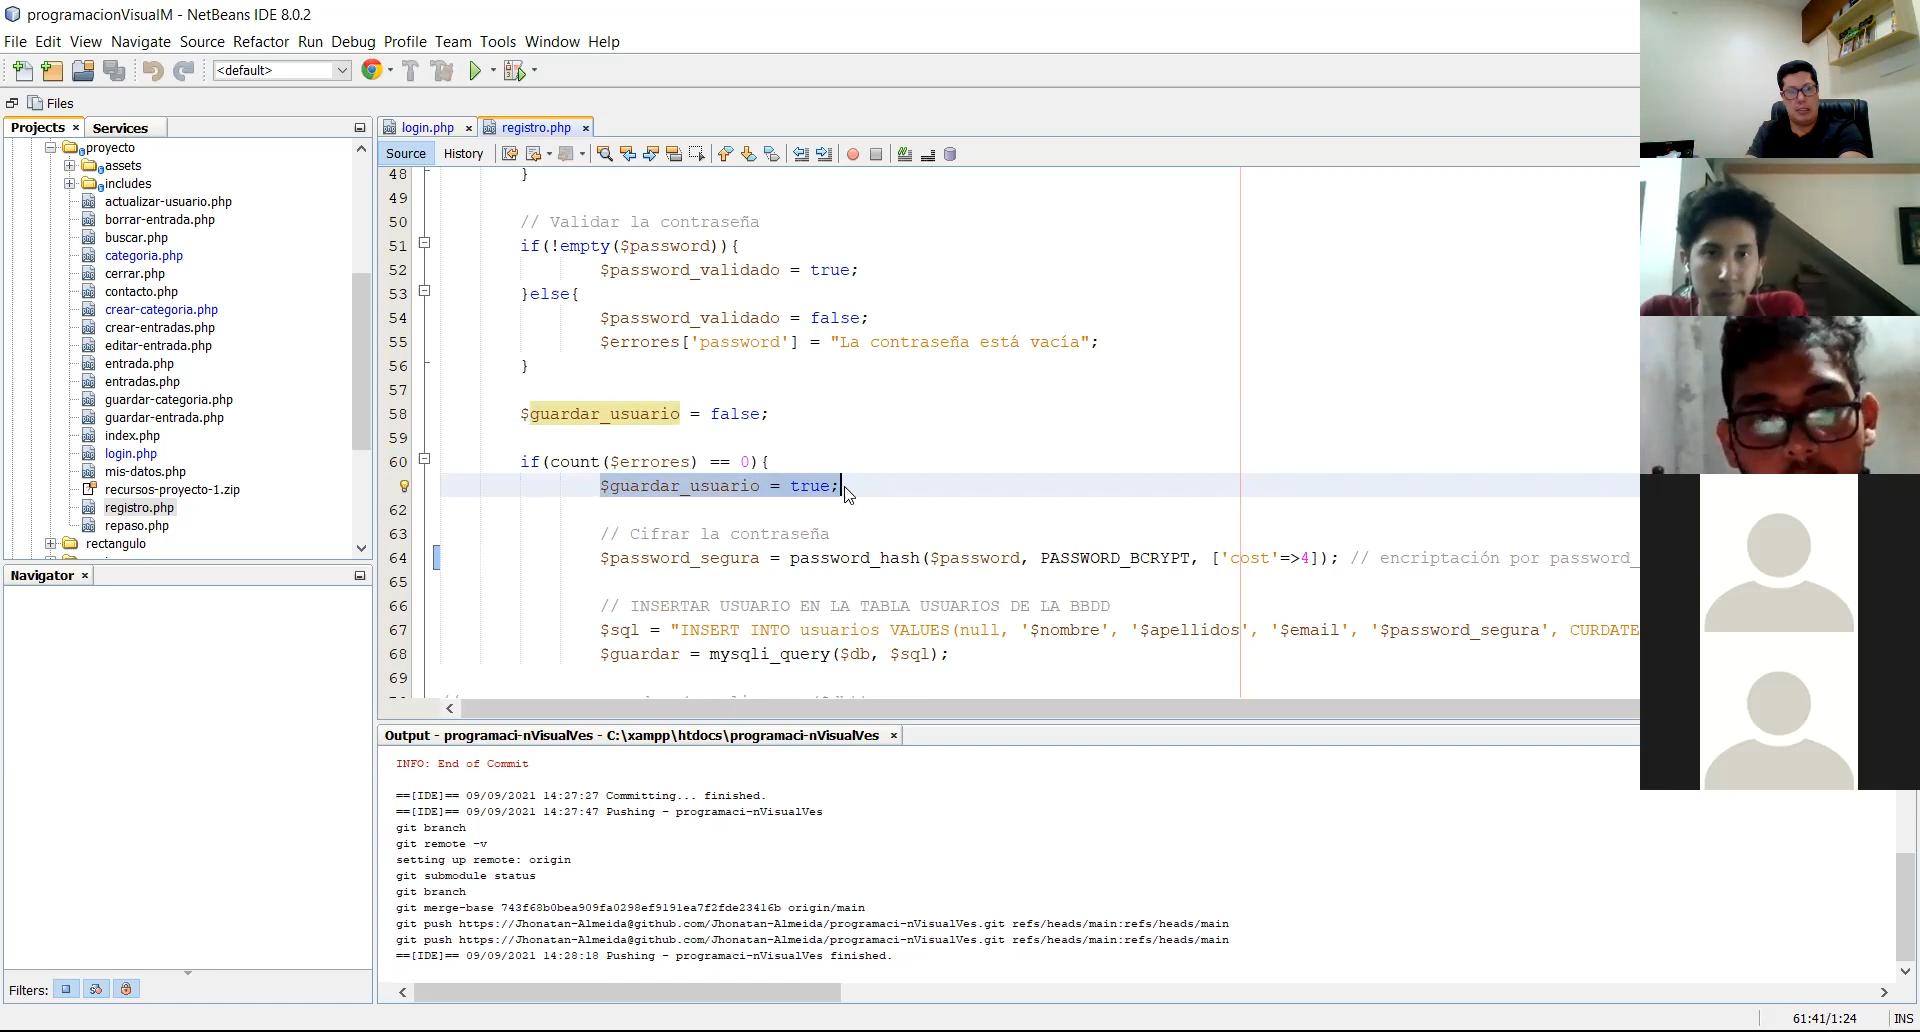 programacionVisualM - NetBeans IDE 8.0.2
File Edit View Navigate Source Refactor Run Debug Profile Team Tools Window Help
<default>
Files
Projects × Services
login.php × registro.php ×
Source History
proyecto
assets
includes
actualizar-usuario.php
borrar-entrada.php
buscar.php
categoria.php
cerrar.php
contacto.php
crear-categoria.php
crear-entradas.php
editar-entrada.php
entrada.php
entradas.php
guardar-categoria.php
guardar-entrada.php
index.php
login.php
mis-datos.php
recursos-proyecto-1.zip
registro.php
repaso.php
rectangulo
48 }
49
50 // Validar la contraseña
51 if(!empty($password)){
52 $password_validado = true;
53 }else{
54 $password_validado = false;
55 $errores['password'] = "La contraseña está vacía";
56 }
57
58 $guardar_usuario = false;
59
60 if(count($errores) == 0){
$guardar_usuario = true;
62
63 // Cifrar la contraseña
64 $password_segura = password_hash($password, PASSWORD_BCRYPT, ['cost'=>4]); // encriptación por password_
65
66 // INSERTAR USUARIO EN LA TABLA USUARIOS DE LA BBDD
67 $sql = "INSERT INTO usuarios VALUES(null, '$nombre', '$apellidos', '$email', '$password_segura', CURDATE
68 $guardar = mysqli_query($db, $sql);
69
Navigator ×
Filters:
Output - programaci-nVisualVes - C:\xampp\htdocs\programaci-nVisualVes ×
INFO: End of Commit
==[IDE]== 09/09/2021 14:27:27 Committing... finished.
==[IDE]== 09/09/2021 14:27:47 Pushing - programaci-nVisualVes
git branch
git remote -v
setting up remote: origin
git submodule status
git branch
git merge-base 743f68b0bea909fa0298ef9191ea7f2fde23416b origin/main
git push https://Jhonatan-Almeida@github.com/Jhonatan-Almeida/programaci-nVisualVes.git refs/heads/main:refs/heads/main
git push https://Jhonatan-Almeida@github.com/Jhonatan-Almeida/programaci-nVisualVes.git refs/heads/main:refs/heads/main
==[IDE]== 09/09/2021 14:28:18 Pushing - programaci-nVisualVes finished.
61:41/1:24 INS